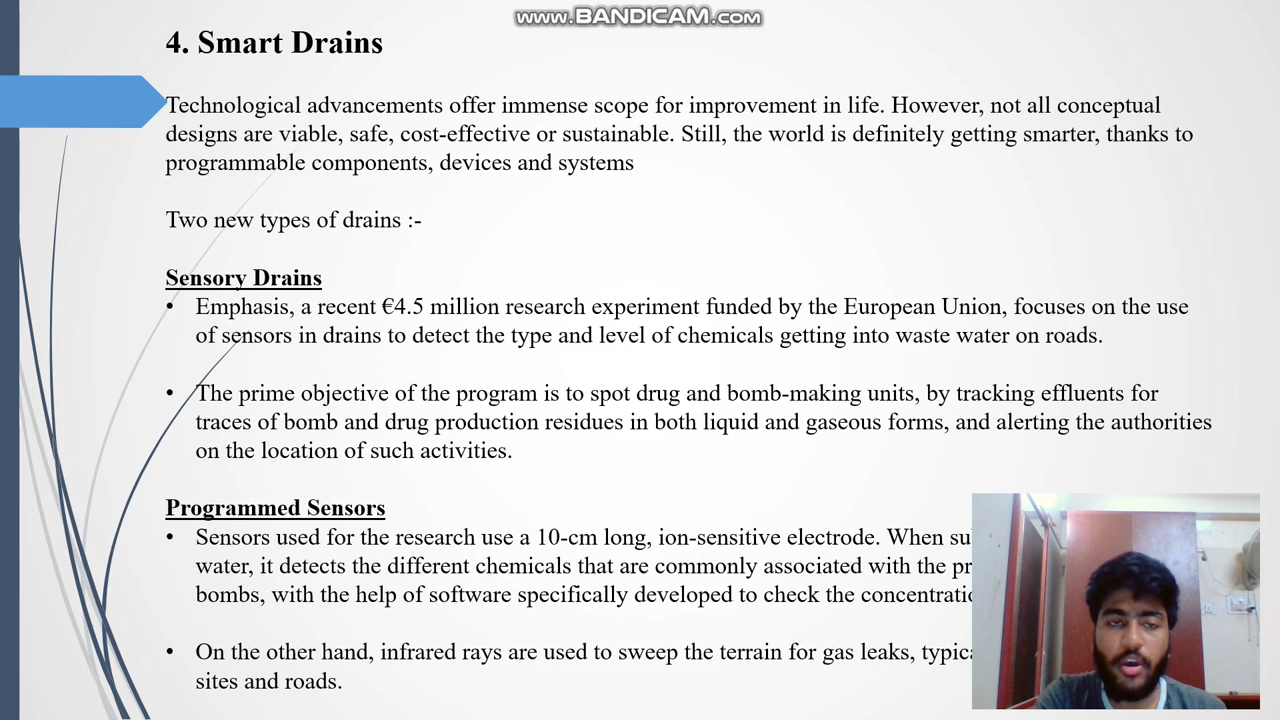 www.BANDICAM.com
4. Smart Drains
Technological advancements offer immense scope for improvement in life. However, not all conceptual
designs are viable, safe, cost-effective or sustainable. Still, the world is definitely getting smarter, thanks to
programmable components, devices and systems
Two new types of drains :-
Sensory Drains
• Emphasis, a recent €4.5 million research experiment funded by the European Union, focuses on the use
of sensors in drains to detect the type and level of chemicals getting into waste water on roads.
• The prime objective of the program is to spot drug and bomb-making units, by tracking effluents for
traces of bomb and drug production residues in both liquid and gaseous forms, and alerting the authorities
on the location of such activities.
Programmed Sensors
• Sensors used for the research use a 10-cm long, ion-sensitive electrode. When
water, it detects the different chemicals that are commonly associated with the
bombs, with the help of software specifically developed to check the
• On the other hand, infrared rays are used to sweep the terrain for gas leaks,
sites and roads.